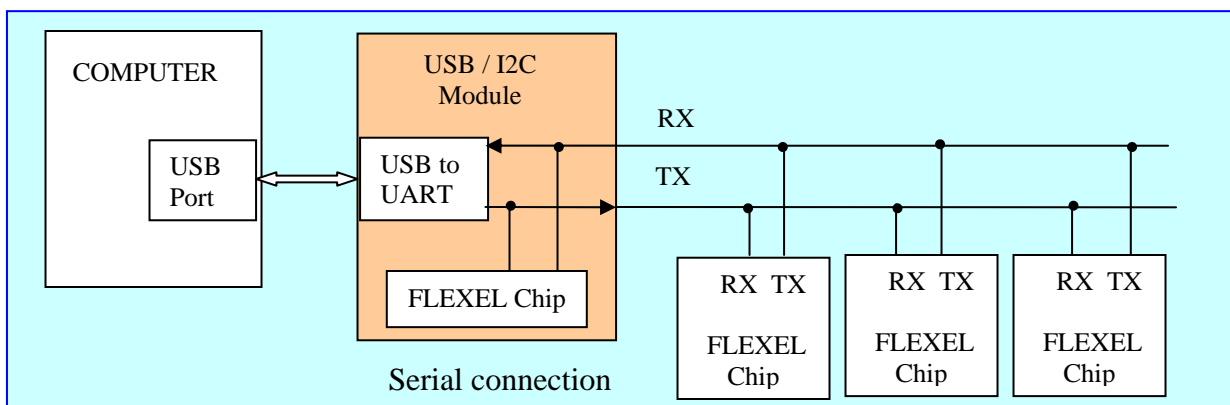 COMPUTER
USB
Port
USB / I2C
Module
USB to
UART
FLEXEL Chip
RX
TX
RX TX
FLEXEL
Chip
RX TX
FLEXEL
Chip
RX TX
FLEXEL
Chip
Serial connection